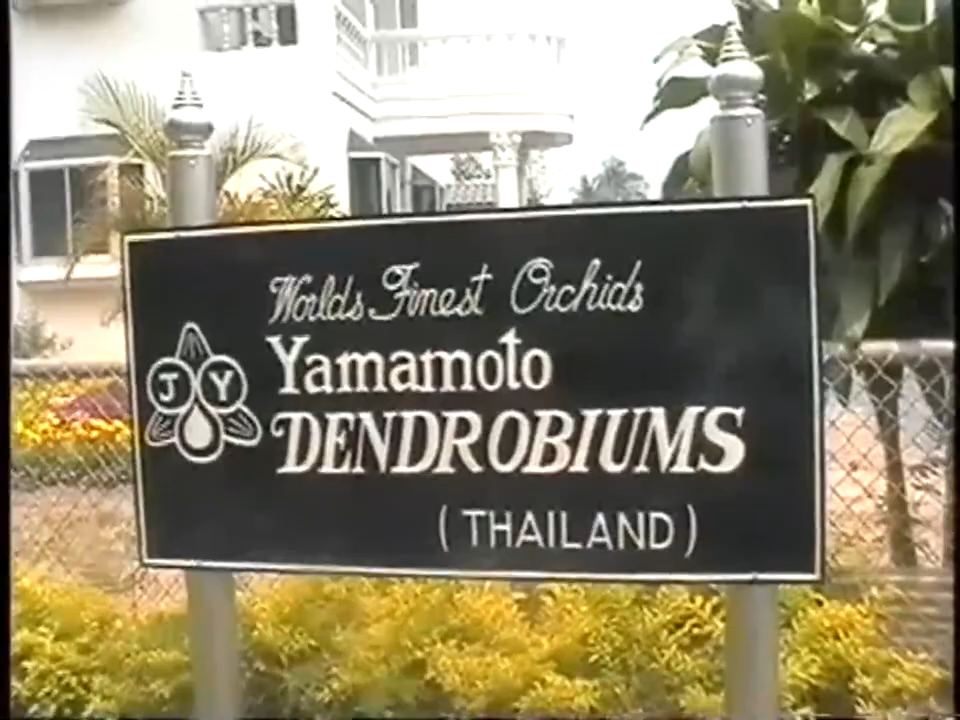 Worlds Finest Orchids
J Y
Yamamoto
DENDROBIUMS
(THAILAND)